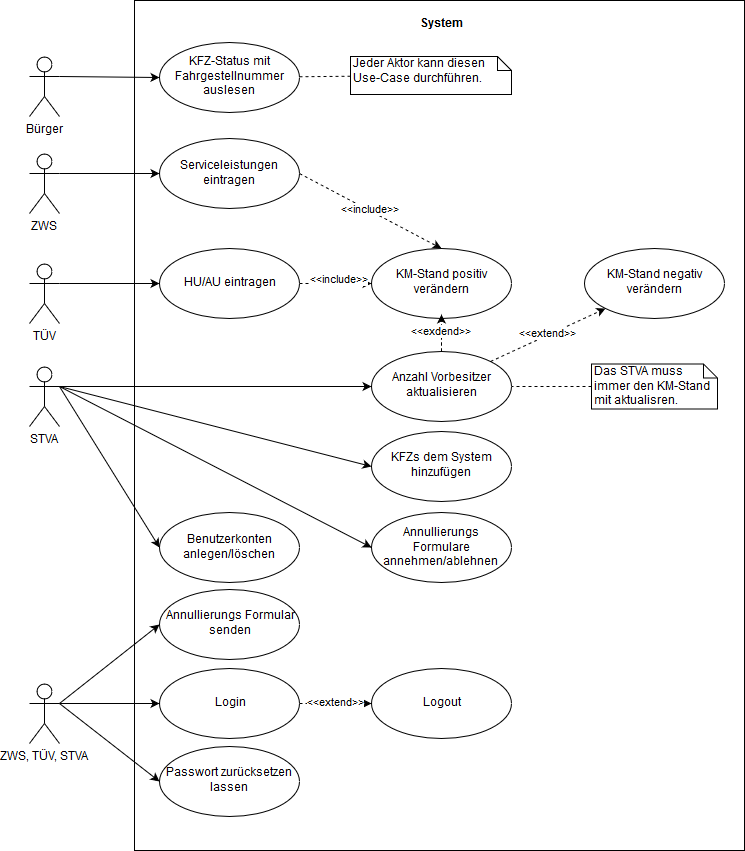 System
KFZ-Status mit
Fahrgestellnummer
auslesen
Jeder Aktor kann diesen
Use-Case durchführen.
Bürger
Serviceleistungen
eintragen
ZWS
<<include>>
HU/AU eintragen
<<include>>
KM-Stand positiv
verändern
KM-Stand negativ
verändern
TÜV
<<exdend>>
<<extend>>
Anzahl Vorbesitzer
aktualisieren
Das STVA muss
immer den KM-Stand
mit aktualisren.
STVA
KFZs dem System
hinzufügen
Benutzerkonten
anlegen/löschen
Annullierungs
Formulare
annehmen/ablehnen
Annullierungs Formular
senden
Login
<<extend>>
Logout
ZWS, TÜV, STVA
Passwort zurücksetzen
lassen